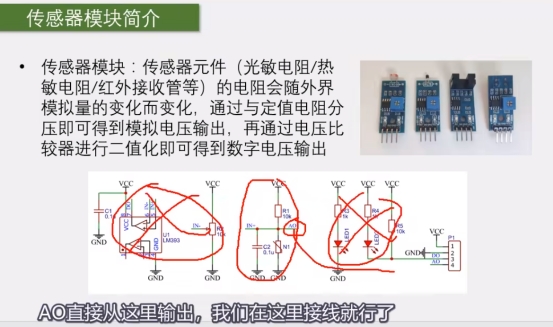 传感器模块简介
• 传感器模块：传感器元件（光敏电阻/热
敏电阻/红外接收管等）的电阻会随外界
模拟量的变化而变化，通过与定值电阻分
压即可得到模拟电压输出，再通过电压比
较器进行二值化即可得到数字电压输出
VCC
VCC
VCC
VCC
VCC
VCC
C1
0.1u
GND
U1
LM393
GND
IN-
GND
R1
10k
IN+
AO
C2
0.1u
N1
GND
GND
LED1
R4
R5
10k
GND
VCC
P1
GND
DO
AO
1
2
3
4
AO直接从这里输出，我们在这里接线就行了